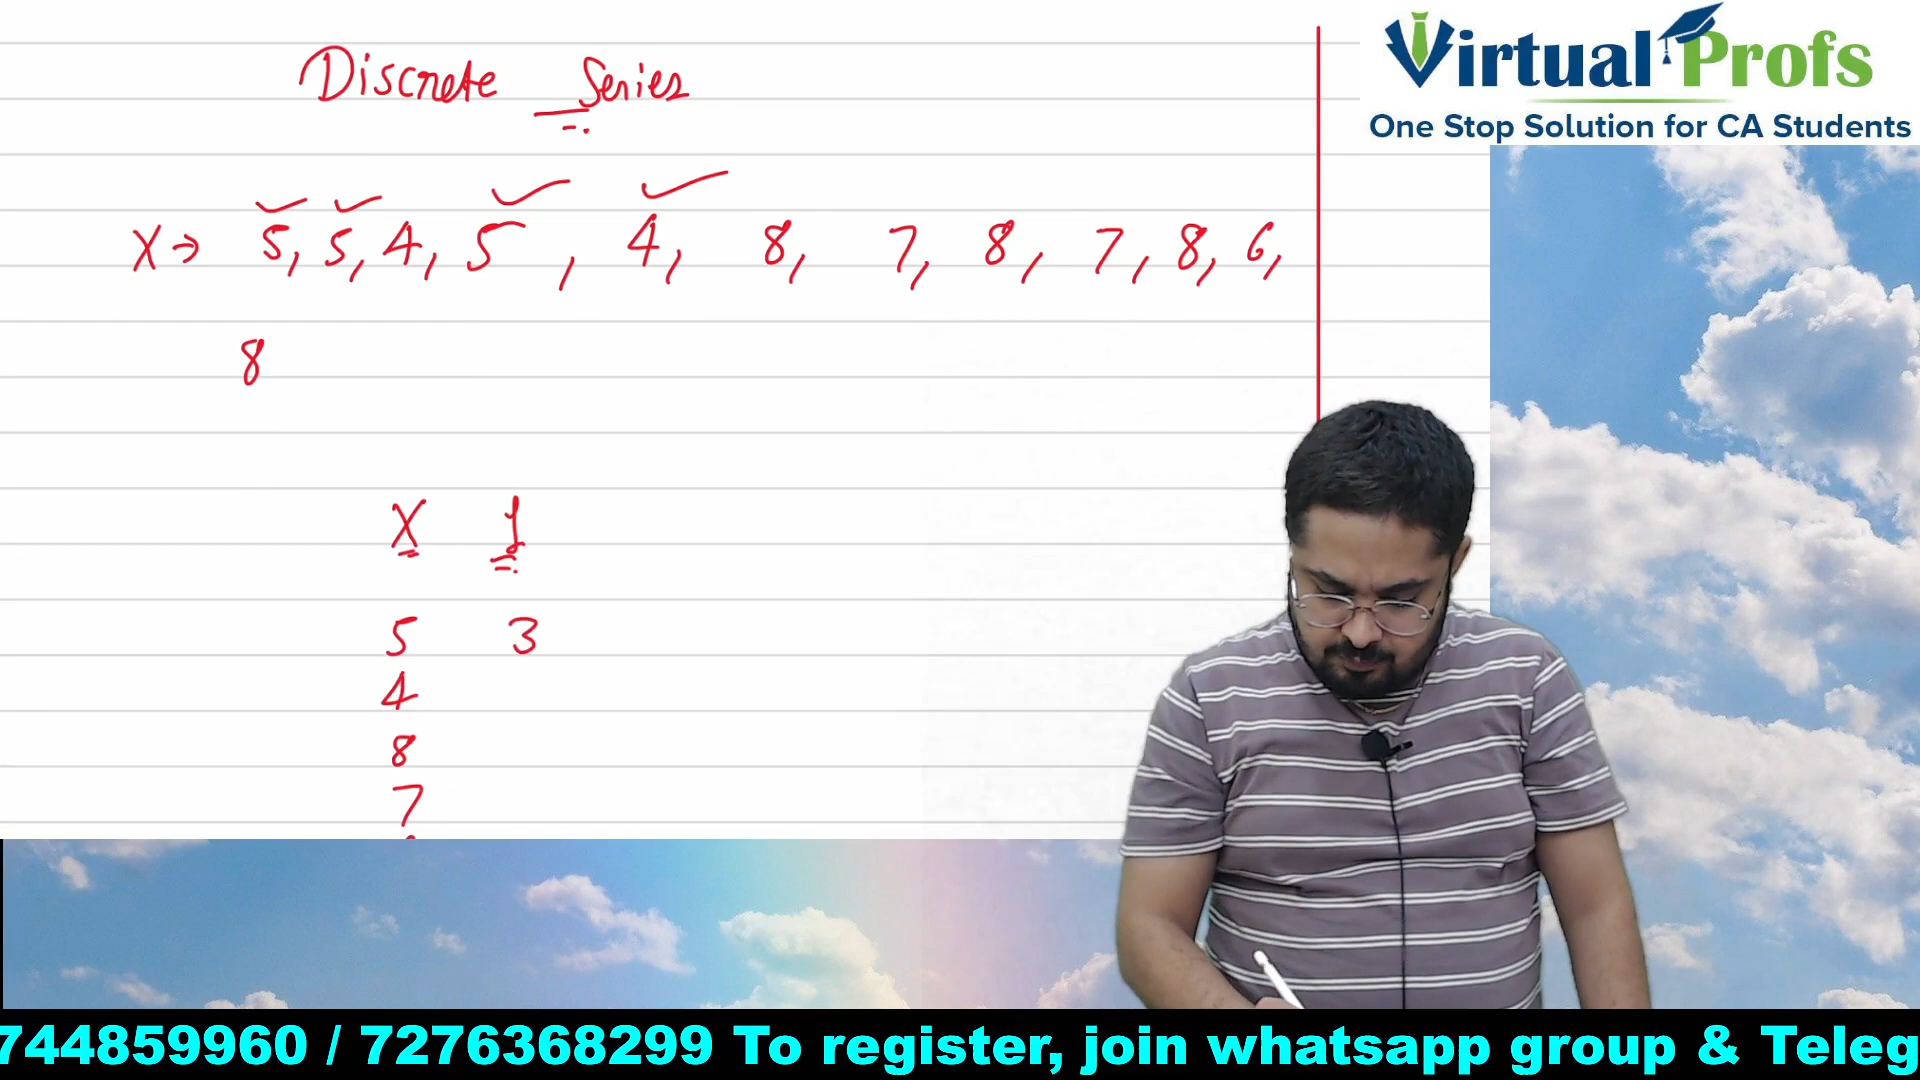 Virtual Profs
One Stop Solution for CA Students
Discrete Series
X → 5, 5, 4, 5, 4, 8, 7, 8, 7, 8, 6,
8
X f
5 3
4
8
7
744859960 / 7276368299 To register, join whatsapp group & Teleg